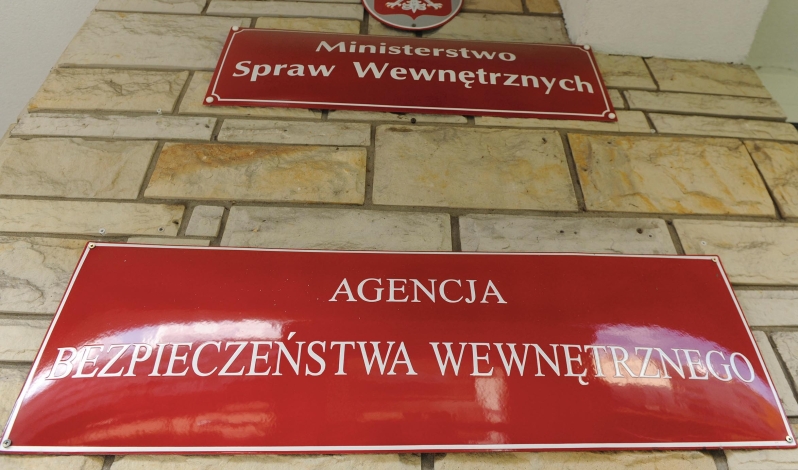 Ministerstwo
Spraw Wewnętrznych
AGENCJA
BEZPIECZEŃSTWA WEWNĘTRZNEGO